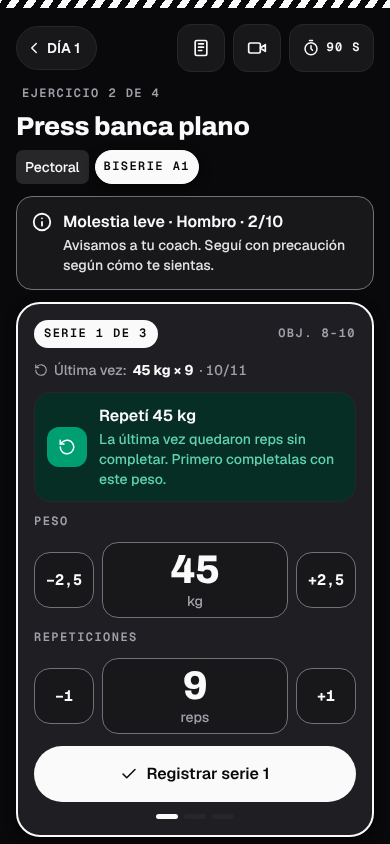 DÍA 1
90 S
EJERCICIO 2 DE 4
Press banca plano
Pectoral
BISERIE A1
Molestia leve · Hombro · 2/10
Avisamos a tu coach. Seguí con precaución
según cómo te sientas.
SERIE 1 DE 3
OBJ. 8-10
Última vez: 45 kg × 9 · 10/11
Repetí 45 kg
La última vez quedaron reps sin
completar. Primero completalas con
este peso.
PESO
−2,5
45
kg
+2,5
REPETICIONES
−1
9
reps
+1
Registrar serie 1